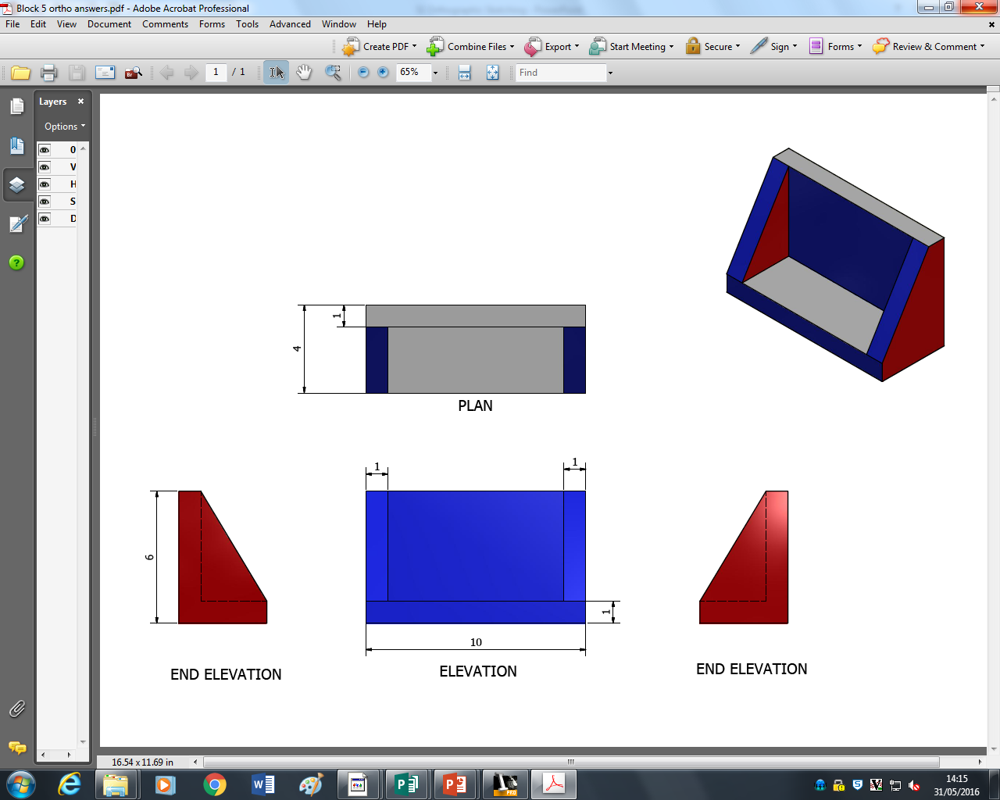 Block 5 ortho answers.pdf - Adobe Acrobat Professional
File Edit View Document Comments Forms Tools Advanced Window Help
Create PDF Combine Files Export Start Meeting Secure Sign Forms Review & Comment
1 / 1 65% Find
Layers
Options
0
V
H
S
D
1
4
PLAN
1 1
6
1
10
END ELEVATION
ELEVATION
END ELEVATION
16.54 x 11.69 in
14:15
31/05/2016